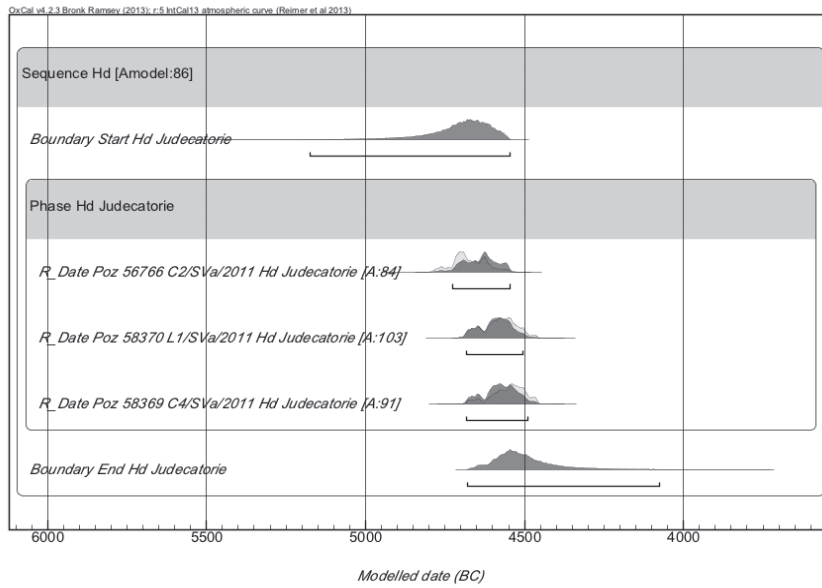 OxCal v4.2.3 Bronk Ramsey (2013); r:5 IntCal13 atmospheric curve (Reimer et al 2013)
Sequence Hd [Amodel:86]
Boundary Start Hd Judecatorie
Phase Hd Judecatorie
R_Date Poz 56766 C2/SVa/2011 Hd Judecatorie [A:84]
R_Date Poz 58370 L1/SVa/2011 Hd Judecatorie [A:103]
R_Date Poz 58369 C4/SVa/2011 Hd Judecatorie [A:91]
Boundary End Hd Judecatorie
6000 5500 5000 4500 4000
Modelled date (BC)